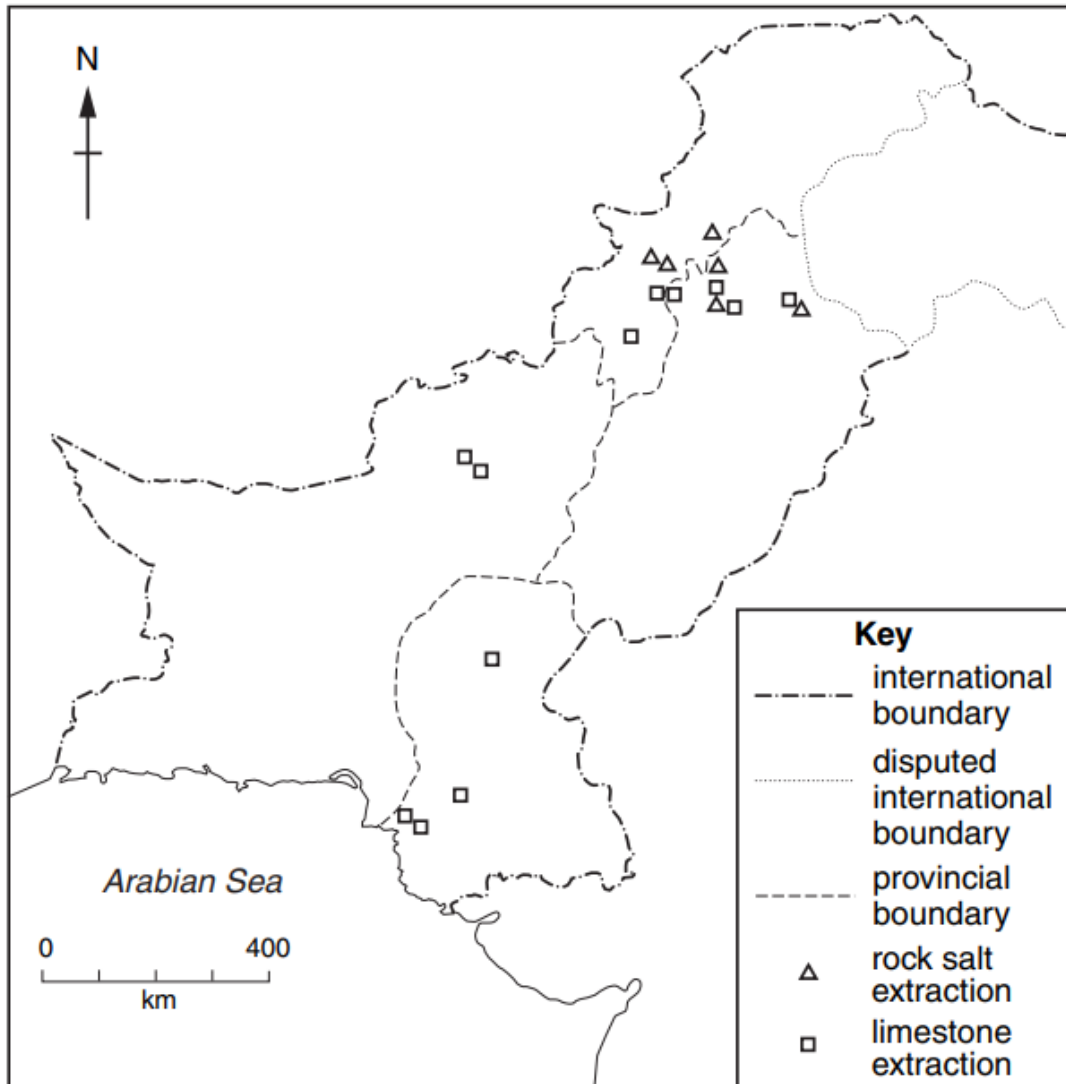 N
Arabian Sea
0 400
km
Key
international
boundary
disputed
international
boundary
provincial
boundary
rock salt
extraction
limestone
extraction